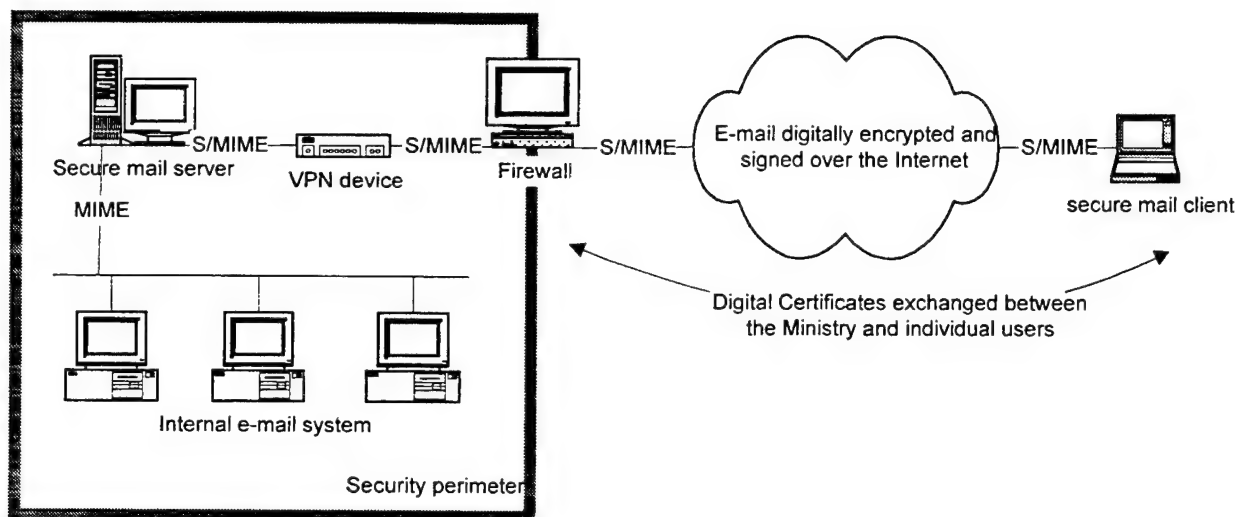 S/MIME
S/MIME
Secure mail server
VPN device
Firewall
MIME
Internal e-mail system
Security perimeter
S/MIME
E-mail digitally encrypted and
signed over the Internet
S/MIME
secure mail client
Digital Certificates exchanged between
the Ministry and individual users